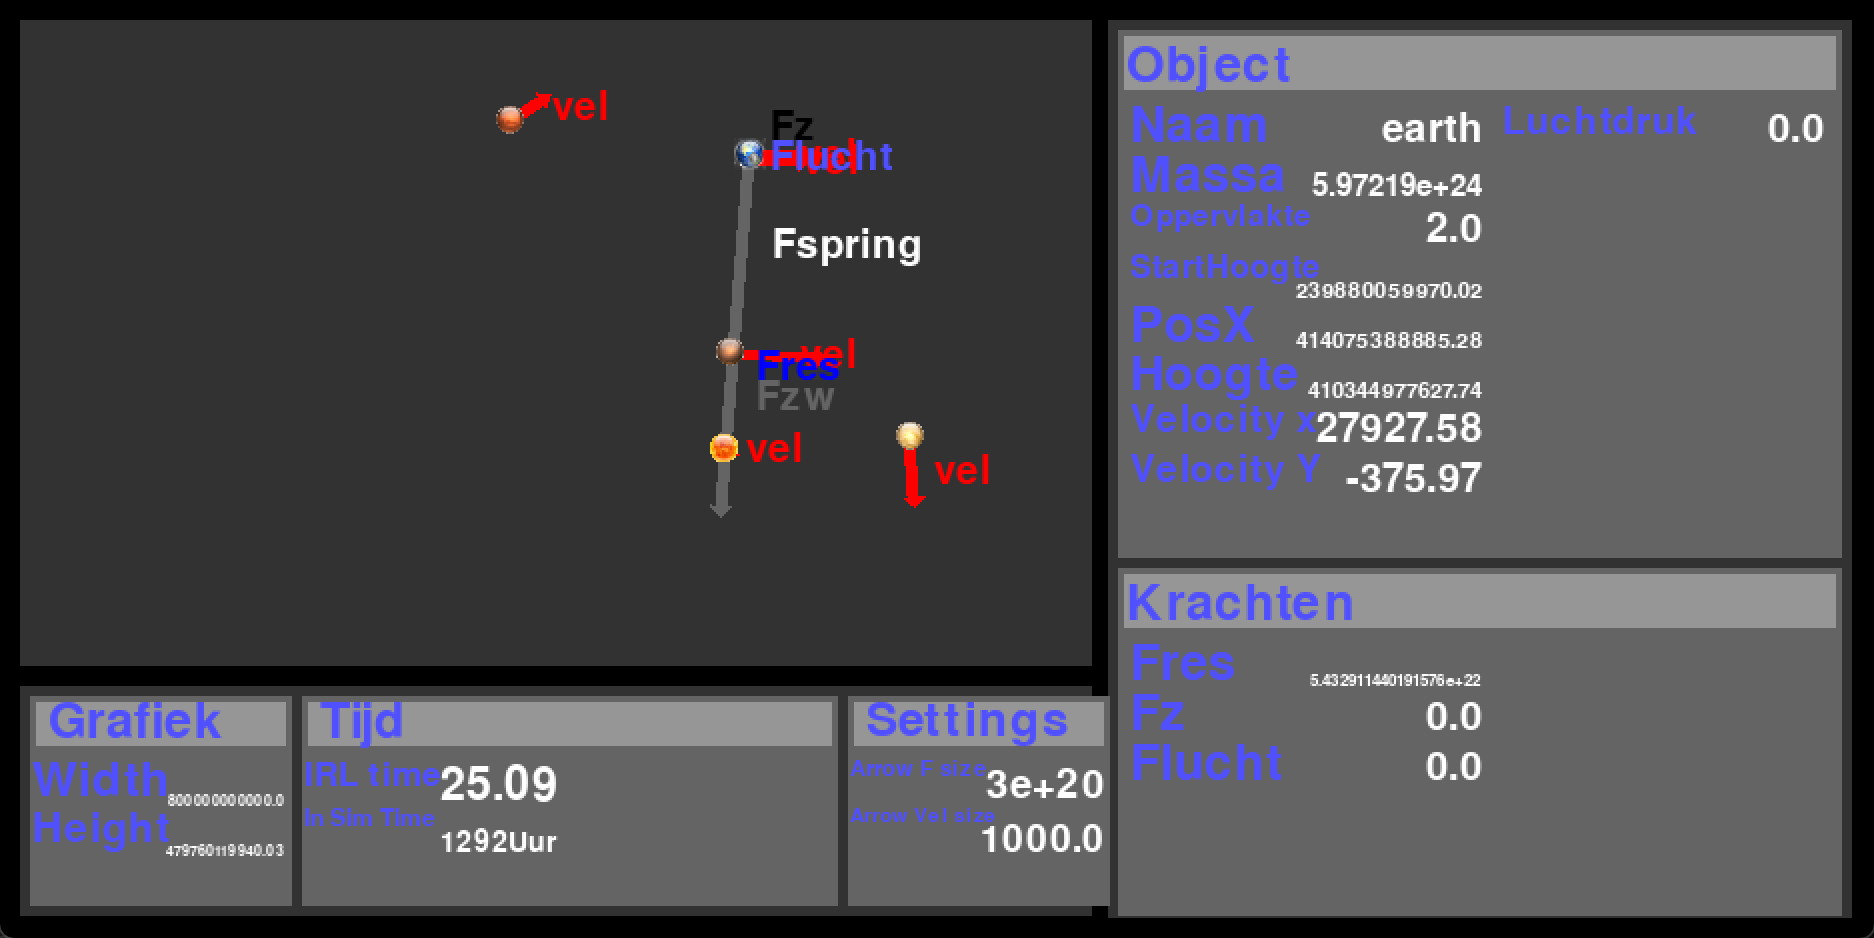 vel
Fz
Flucht
vel
Fspring
vel
Fres
Fzw
vel
vel
Object
Naam earth Luchtdruk 0.0
Massa 5.97219e+24
Oppervlakte 2.0
StartHoogte 239880059970.02
PosX 414075388885.28
Hoogte 410344977627.74
Velocity x 27927.58
Velocity Y -375.97
Krachten
Fres 5.432911440191576e+22
Fz 0.0
Flucht 0.0
Grafiek
Width 800000000000.0
Height 479760119940.03
Tijd
IRL time 25.09
In Sim Time 1292Uur
Settings
Arrow F size 3e+20
Arrow Vel size 1000.0